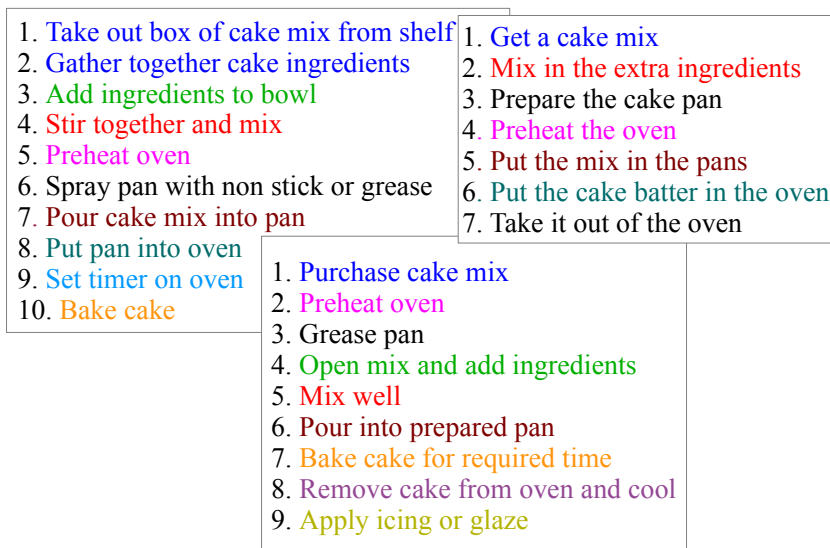 1. Take out box of cake mix from shelf
2. Gather together cake ingredients
3. Add ingredients to bowl
4. Stir together and mix
5. Preheat oven
6. Spray pan with non stick or grease
7. Pour cake mix into pan
8. Put pan into oven
9. Set timer on oven
10. Bake cake
1. Get a cake mix
2. Mix in the extra ingredients
3. Prepare the cake pan
4. Preheat the oven
5. Put the mix in the pans
6. Put the cake batter in the oven
7. Take it out of the oven
1. Purchase cake mix
2. Preheat oven
3. Grease pan
4. Open mix and add ingredients
5. Mix well
6. Pour into prepared pan
7. Bake cake for required time
8. Remove cake from oven and cool
9. Apply icing or glaze